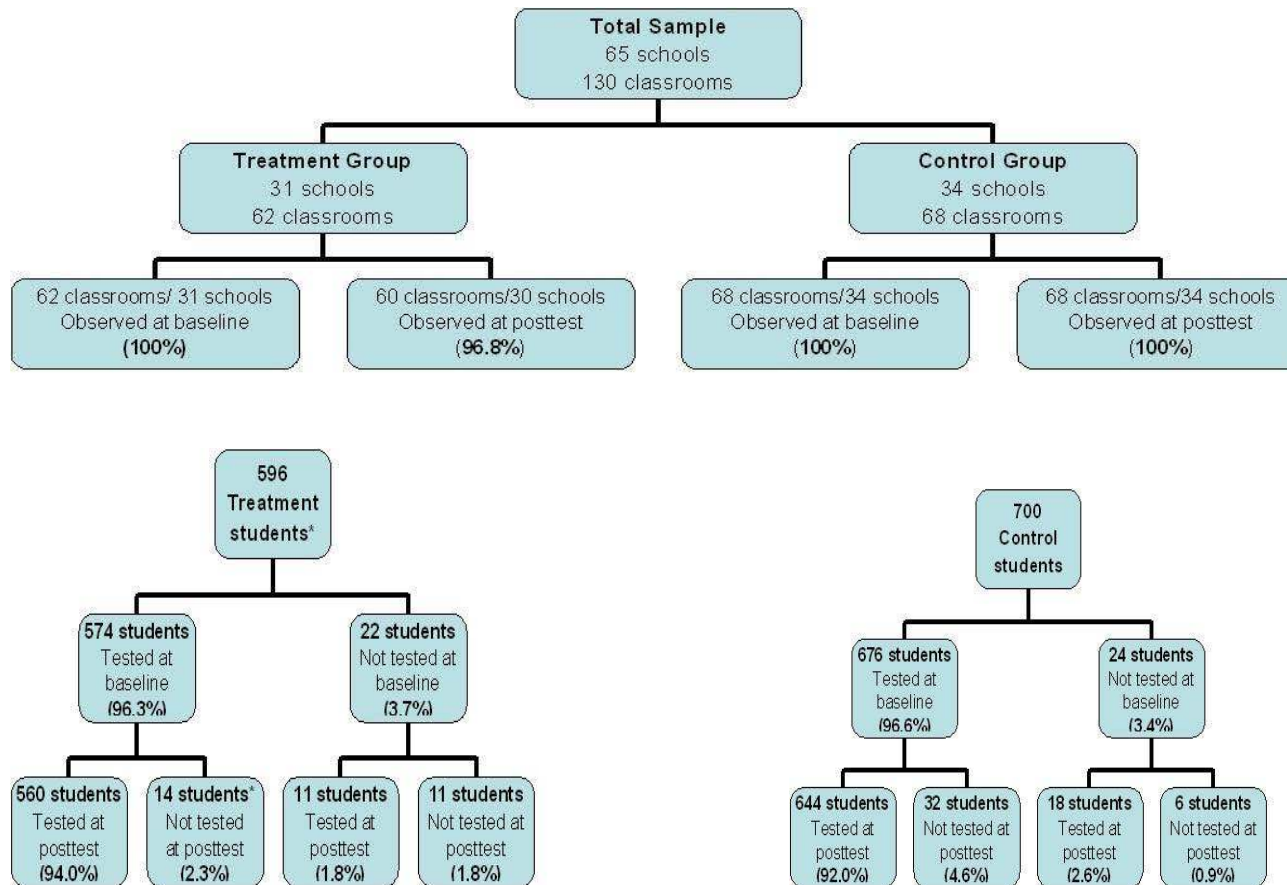 Total Sample
65 schools
130 classrooms
Treatment Group
31 schools
62 classrooms
Control Group
34 schools
68 classrooms
62 classrooms/ 31 schools
Observed at baseline
(100%)
60 classrooms/30 schools
Observed at posttest
(96.8%)
68 classrooms/34 schools
Observed at baseline
(100%)
68 classrooms/34 schools
Observed at posttest
(100%)
596
Treatment
students*
574 students
Tested at
baseline
(96.3%)
22 students
Not tested at
baseline
(3.7%)
560 students
Tested at
posttest
(94.0%)
14 students*
Not tested
at posttest
(2.3%)
11 students
Tested at
posttest
(1.8%)
11 students
Not tested at
posttest
(1.8%)
700
Control
students
676 students
Tested at
baseline
(96.6%)
24 students
Not tested at
baseline
(3.4%)
644 students
Tested at
posttest
(92.0%)
32 students
Not tested at
posttest
(4.6%)
18 students
Tested at
posttest
(2.6%)
6 students
Not tested at
posttest
(0.9%)